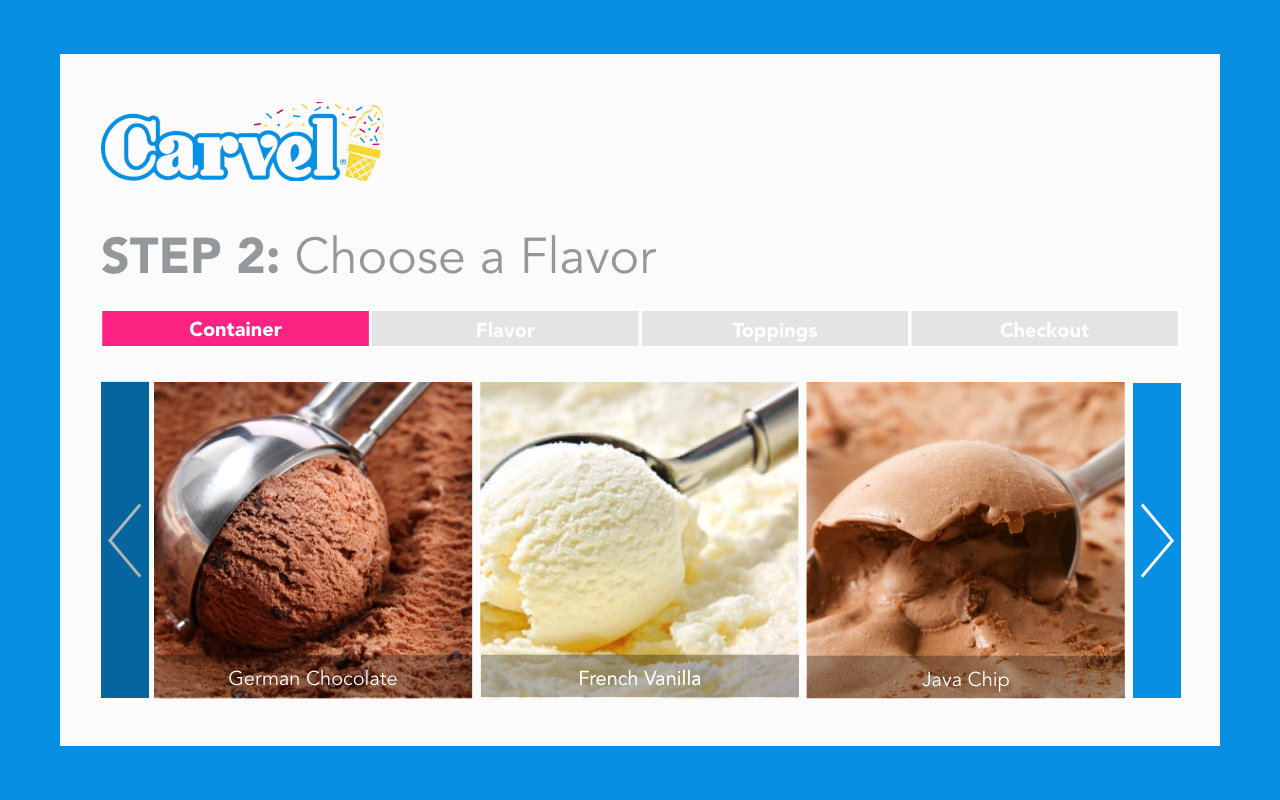 Carvel®
STEP 2: Choose a Flavor
Container Flavor Toppings Checkout
German Chocolate French Vanilla Java Chip